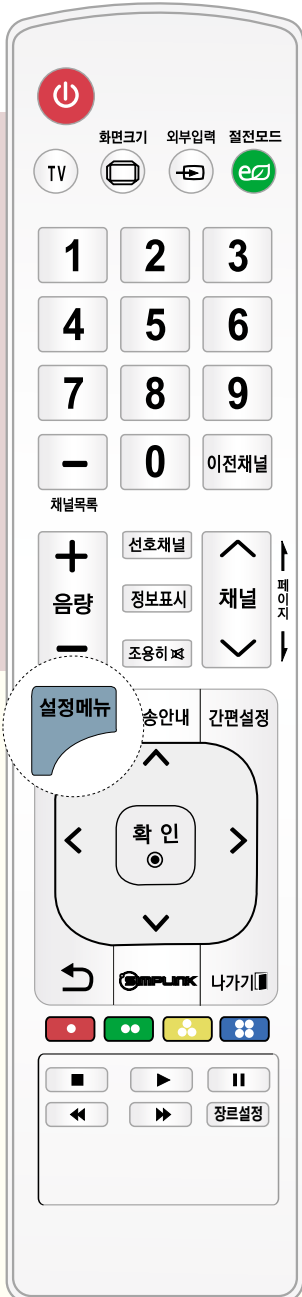 화면크기 외부입력 절전모드
TV
1 2 3
4 5 6
7 8 9
- 0 이전채널
채널목록
+ 선호채널
음량 정보표시 채널 페이지
- 조용히
설정메뉴 송안내 간편설정
확인
SIMPLINK 나가기
장르설정